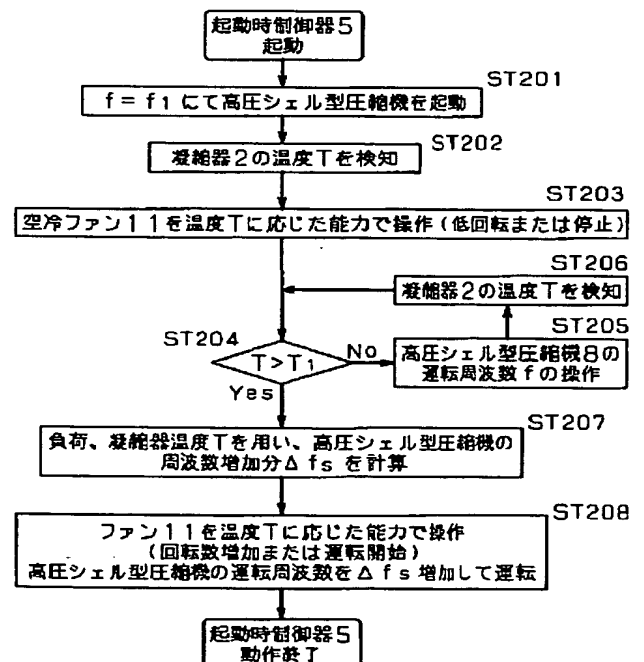 起動時制御器5
起動
ST201
f=f1にて高圧シェル型圧縮機を起動
ST202
凝縮器2の温度Tを検知
ST203
空冷ファン11を温度Tに応じた能力で操作(低回転または停止)
ST206
凝縮器2の温度Tを検知
ST204
T>T1
No
Yes
ST205
高圧シェル型圧縮機8の
運転周波数fの操作
ST207
負荷、凝縮器温度Tを用い、高圧シェル型圧縮機の
周波数増加分Δfsを計算
ST208
ファン11を温度Tに応じた能力で操作
(回転数増加または運転開始)
高圧シェル型圧縮機の運転周波数をΔfs増加して運転
起動時制御器5
動作終了